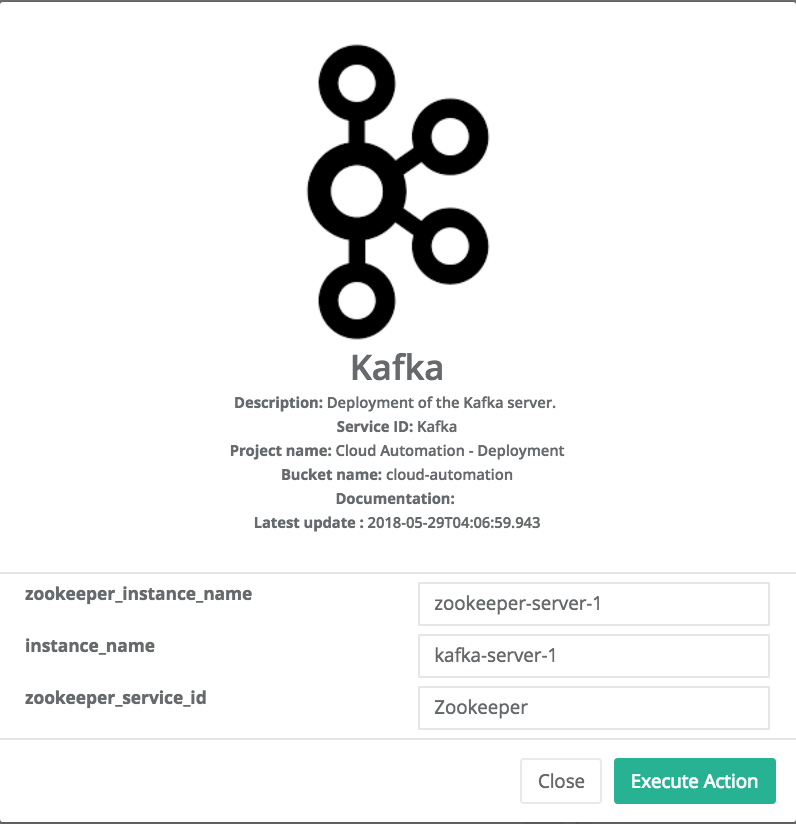 Kafka
Description: Deployment of the Kafka server.
Service ID: Kafka
Project name: Cloud Automation - Deployment
Bucket name: cloud-automation
Documentation:
Latest update : 2018-05-29T04:06:59.943
zookeeper_instance_name zookeeper-server-1
instance_name kafka-server-1
zookeeper_service_id Zookeeper
Close Execute Action